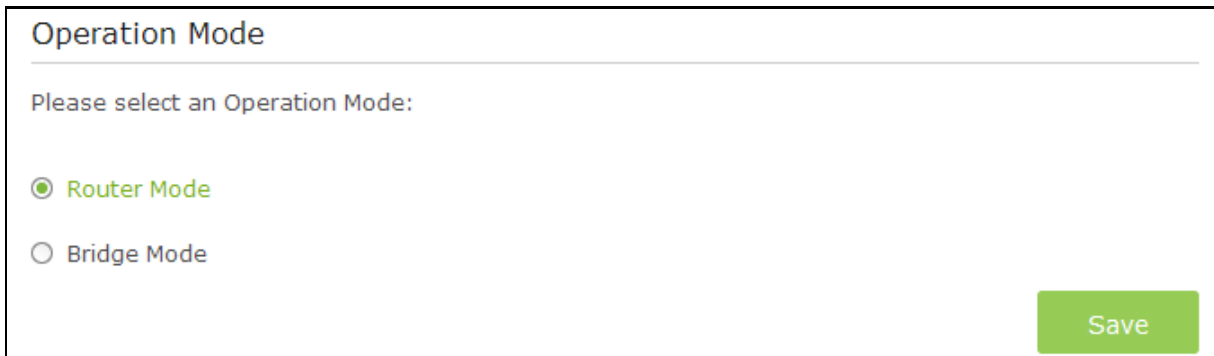 Operation Mode
Please select an Operation Mode:
Router Mode
Bridge Mode
Save